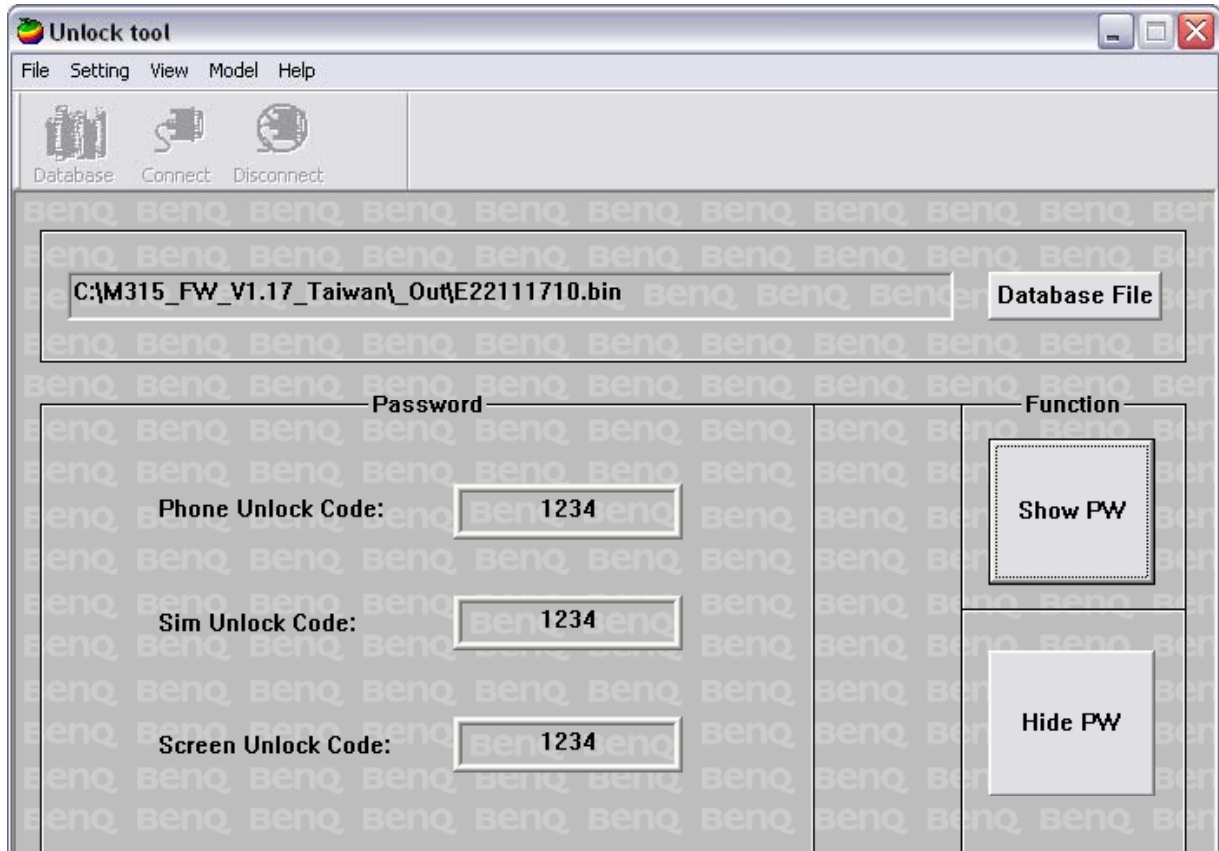 Unlock tool
File Setting View Model Help
Database Connect Disconnect
C:\M315_FW_V1.17_Taiwan\_Out\E22111710.bin
Database File
Password
Function
Phone Unlock Code: 1234
Show PW
Sim Unlock Code: 1234
Hide PW
Screen Unlock Code: 1234
BenQ